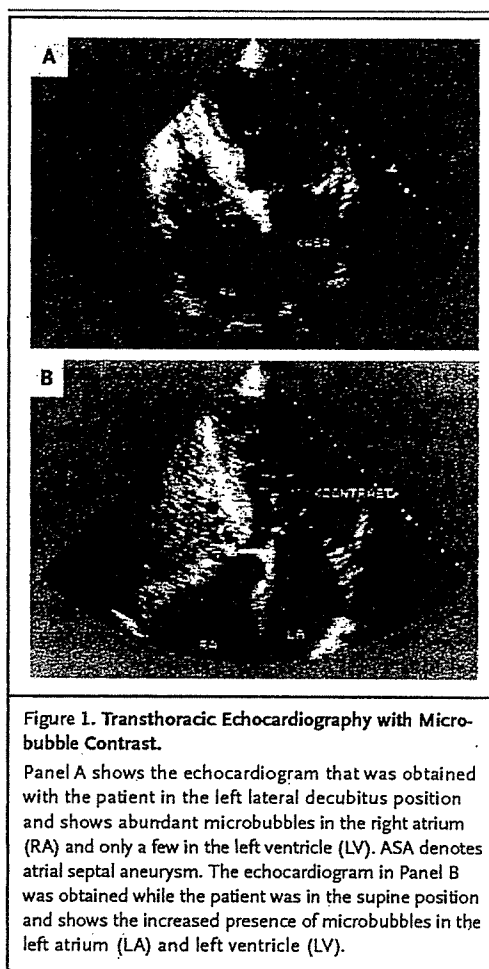 A
<ASA
B
<CONTRAST
RA
LA
Figure 1. Transthoracic Echocardiography with Micro-
bubble Contrast.
Panel A shows the echocardiogram that was obtained
with the patient in the left lateral decubitus position
and shows abundant microbubbles in the right atrium
(RA) and only a few in the left ventricle (LV). ASA denotes
atrial septal aneurysm. The echocardiogram in Panel B
was obtained while the patient was in the supine position
and shows the increased presence of microbubbles in the
left atrium (LA) and left ventricle (LV).